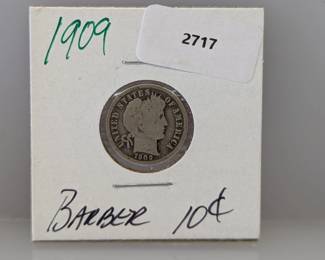 1909
2717
UNITED STATES OF AMERICA
1909
BARBER 10¢